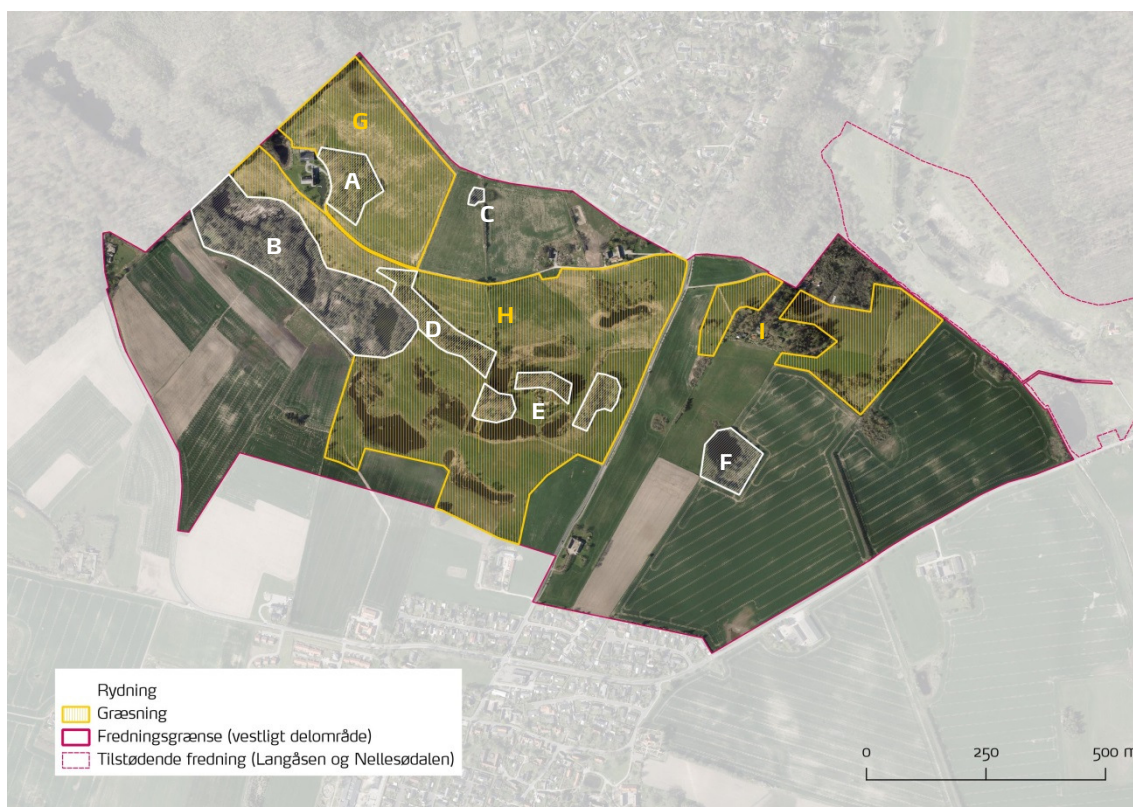 G
A
C
B
H
D
I
E
F
Rydning
Græsning
Fredningsgrænse (vestligt delområde)
Tilstødende fredning (Langåsen og Nellesødalen)
0 250 500 m